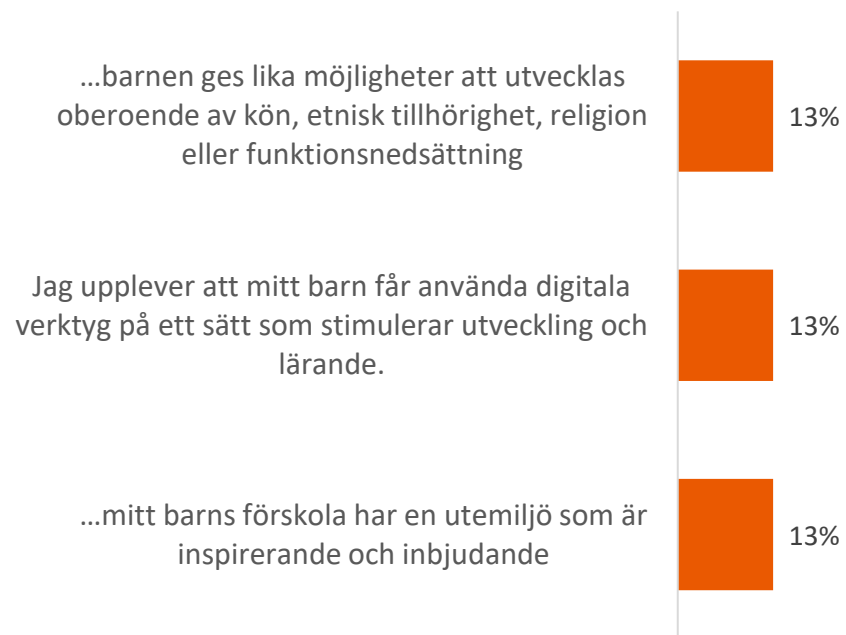 ...barnen ges lika möjligheter att utvecklas
oberoende av kön, etnisk tillhörighet, religion
eller funktionsnedsättning
13%
Jag upplever att mitt barn får använda digitala
verktyg på ett sätt som stimulerar utveckling och
lärande.
13%
...mitt barns förskola har en utemiljö som är
inspirerande och inbjudande
13%